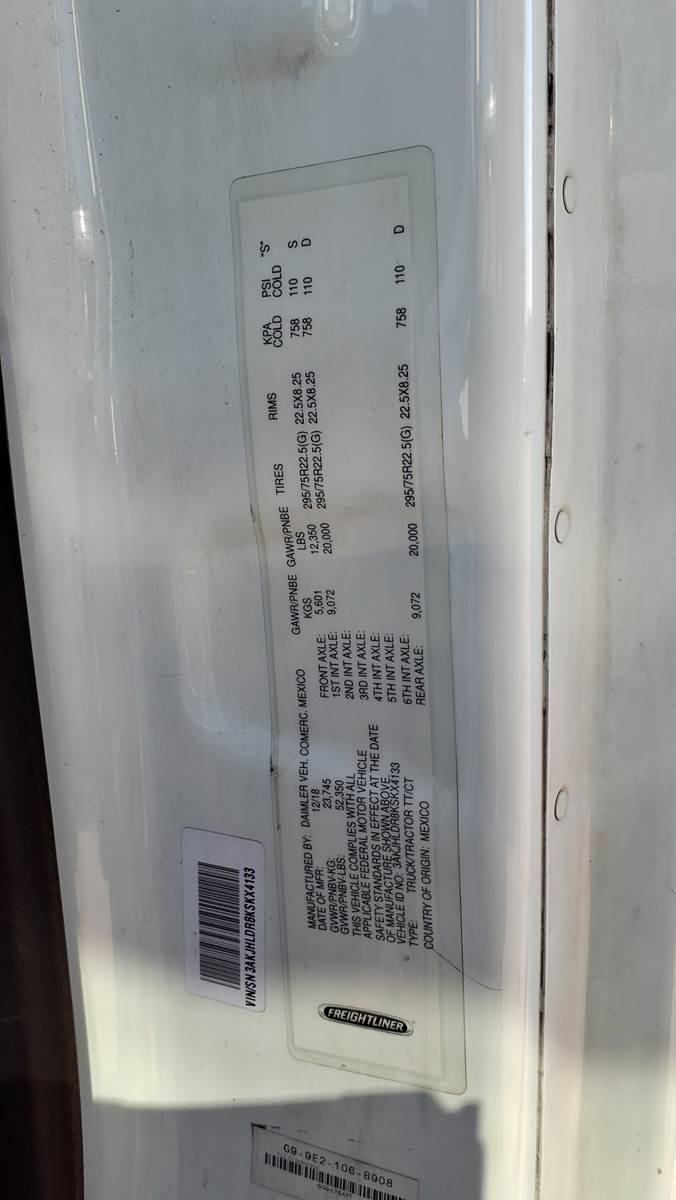 VIN/SN 3AKJHLDR8KSKX4133
FREIGHTLINER
MANUFACTURED BY: DAIMLER VEH. COMERC. MEXICO
DATE OF MFR: 12/18
GVWR/PNBV-KG: 23,745
GVWR/PNBV-LBS: 52,350
THIS VEHICLE COMPLIES WITH ALL
APPLICABLE FEDERAL MOTOR VEHICLE
SAFETY STANDARDS IN EFFECT AT THE DATE
OF MANUFACTURE SHOWN ABOVE
VEHICLE ID NO: 3AKJHLDR8KSKX4133
TYPE: TRUCK/TRACTOR TT/CT
COUNTRY OF ORIGIN: MEXICO
GAWR/PNBE GAWR/PNBE TIRES RIMS KPA PSI "S"
KGS LBS COLD COLD
FRONT AXLE: 5,601 12,350 295/75R22.5(G) 22.5X8.25 758 110 S
1ST INT AXLE: 9,072 20,000 295/75R22.5(G) 22.5X8.25 758 110 D
2ND INT AXLE:
3RD INT AXLE:
4TH INT AXLE:
5TH INT AXLE:
6TH INT AXLE:
REAR AXLE: 9,072 20,000 295/75R22.5(G) 22.5X8.25 758 110 D
G9-9E2-106-B908